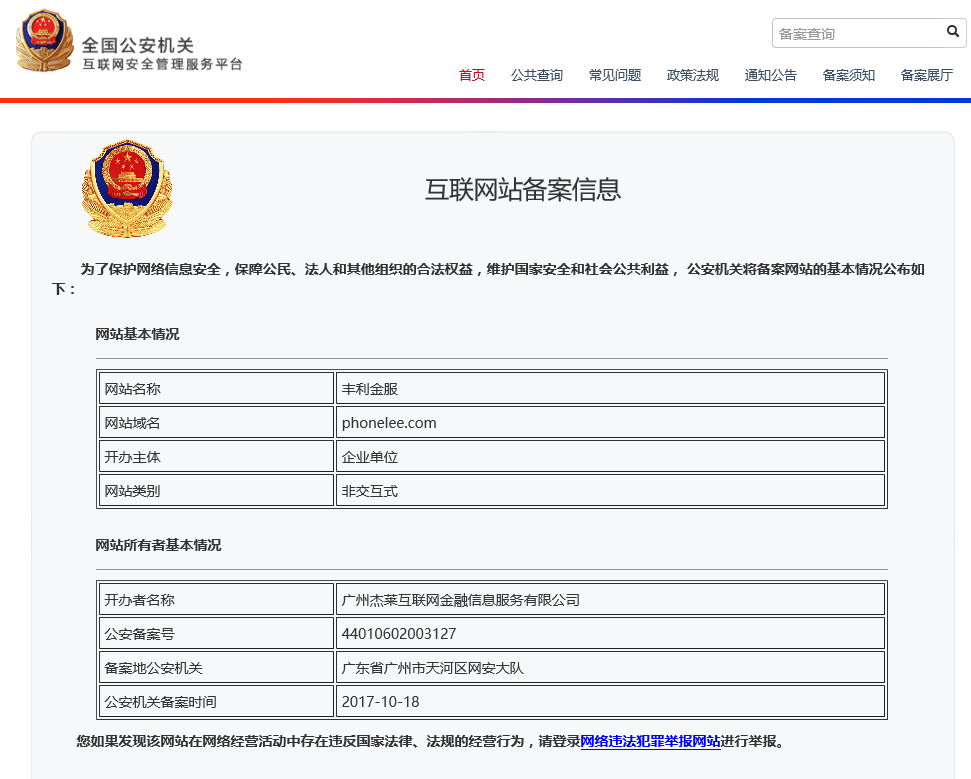 全国公安机关
互联网安全管理服务平台
备案查询
首页 公共查询 常见问题 政策法规 通知公告 备案须知 备案展厅
互联网站备案信息
为了保护网络信息安全，保障公民、法人和其他组织的合法权益，维护国家安全和社会公共利益， 公安机关将备案网站的基本情况公布如
下：
网站基本情况
网站名称 丰利金服
网站域名 phonelee.com
开办主体 企业单位
网站类别 非交互式
网站所有者基本情况
开办者名称 广州杰莱互联网金融信息服务有限公司
公安备案号 44010602003127
备案地公安机关 广东省广州市天河区网安大队
公安机关备案时间 2017-10-18
您如果发现该网站在网络经营活动中存在违反国家法律、法规的经营行为，请登录网络违法犯罪举报网站进行举报。